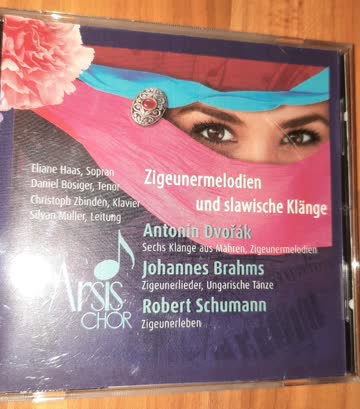 Eliane Haas, Sopran
Daniel Bösiger, Tenor
Christoph Zbinden, Klavier
Silvan Müller, Leitung
Zigeunermelodien
und slawische Klänge
Antonín Dvořák
Sechs Klänge aus Mähren, Zigeunermelodien
Johannes Brahms
Zigeunerlieder, Ungarische Tänze
Robert Schumann
Zigeunerleben
Arsis
CHOR